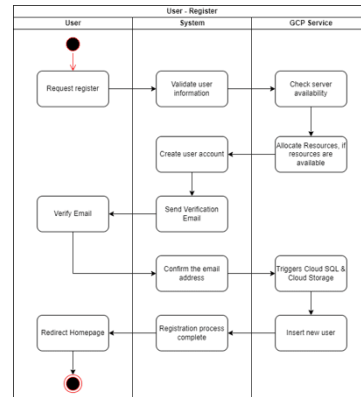 User - Register
User
System
GCP Service
Request register
Validate user
information
Check server
availability
Create user account
Allocate Resources, if
resources are
available
Verify Email
Send Verification
Email
Confirm the email
address
Triggers Cloud SQL &
Cloud Storage
Redirect Homepage
Registration process
complete
Insert new user